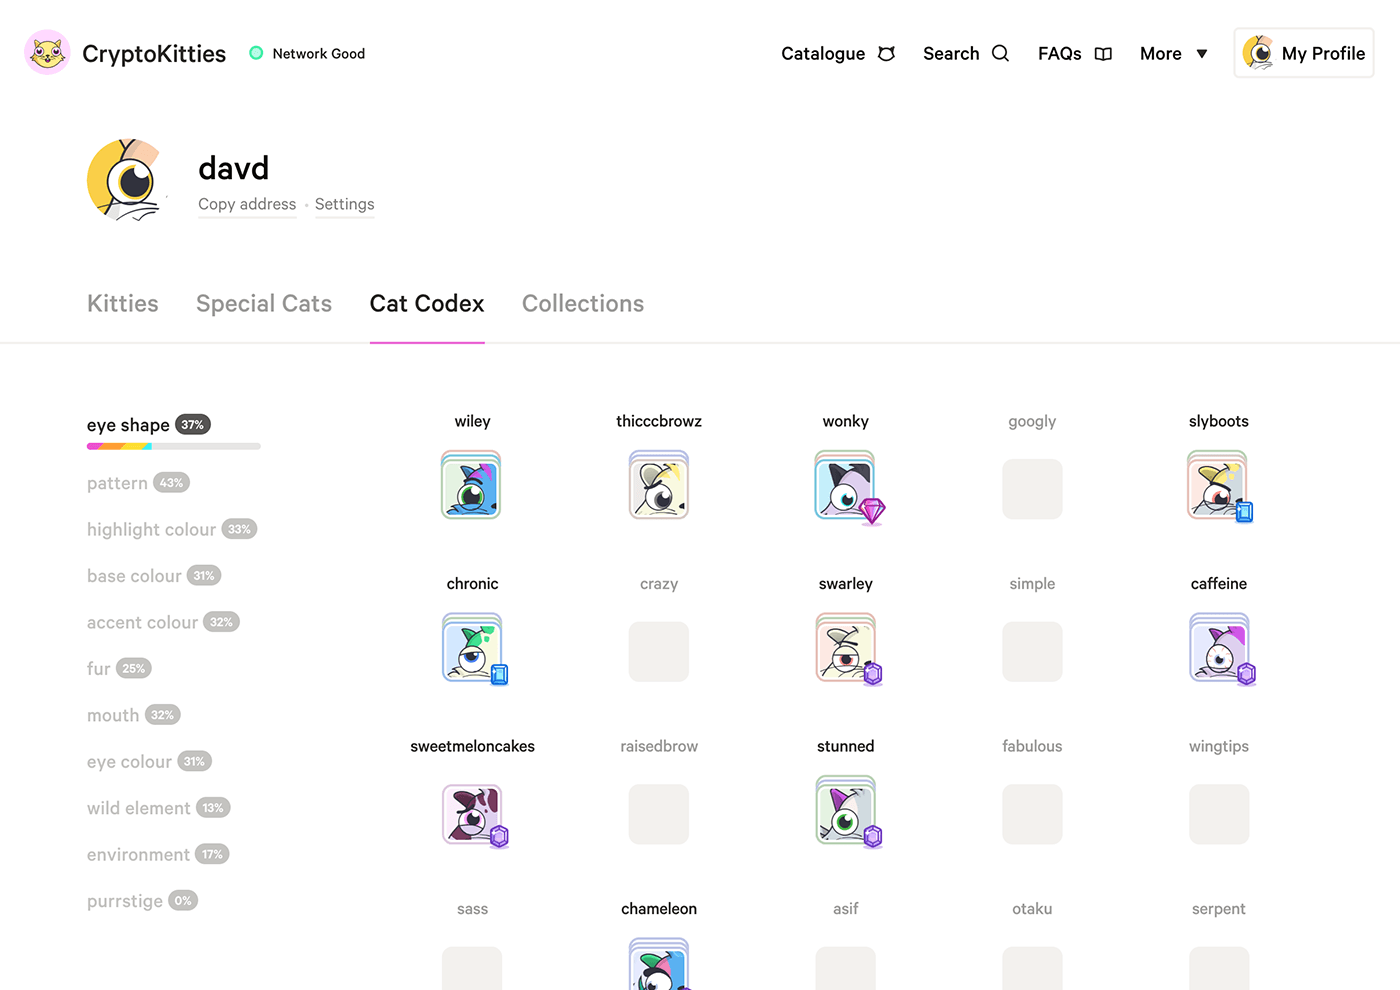 CryptoKitties Network Good Catalogue Search FAQs More My Profile
davd
Copy address · Settings
Kitties Special Cats Cat Codex Collections
eye shape 37%
pattern 43%
highlight colour 33%
base colour 31%
accent colour 32%
fur 25%
mouth 32%
eye colour 31%
wild element 13%
environment 17%
purrstige 0%
wiley thicccbrowz wonky googly slyboots
chronic crazy swarley simple caffeine
sweetmeloncakes raisedbrow stunned fabulous wingtips
sass chameleon asif otaku serpent